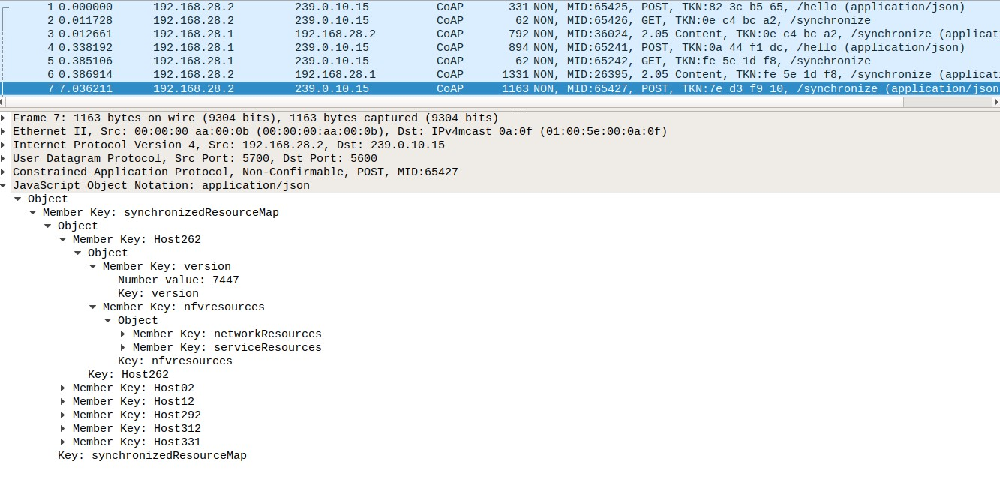 1 0.000000 192.168.28.2 239.0.10.15 CoAP 331 NON, MID:65425, POST, TKN:82 3c b5 65, /hello (application/json)
2 0.011728 192.168.28.2 239.0.10.15 CoAP 62 NON, MID:65426, GET, TKN:0e c4 bc a2, /synchronize
3 0.012661 192.168.28.1 192.168.28.2 CoAP 792 NON, MID:36024, 2.05 Content, TKN:0e c4 bc a2, /synchronize (applicat
4 0.338192 192.168.28.1 239.0.10.15 CoAP 894 NON, MID:65241, POST, TKN:0a 44 f1 dc, /hello (application/json)
5 0.385106 192.168.28.1 239.0.10.15 CoAP 62 NON, MID:65242, GET, TKN:fe 5e 1d f8, /synchronize
6 0.386914 192.168.28.2 192.168.28.1 CoAP 1331 NON, MID:26395, 2.05 Content, TKN:fe 5e 1d f8, /synchronize (applicat
7 7.036211 192.168.28.2 239.0.10.15 CoAP 1163 NON, MID:65427, POST, TKN:7e d3 f9 10, /synchronize (application/json
Frame 7: 1163 bytes on wire (9304 bits), 1163 bytes captured (9304 bits)
Ethernet II, Src: 00:00:00_aa:00:0b (00:00:00:aa:00:0b), Dst: IPv4mcast_0a:0f (01:00:5e:00:0a:0f)
Internet Protocol Version 4, Src: 192.168.28.2, Dst: 239.0.10.15
User Datagram Protocol, Src Port: 5700, Dst Port: 5600
Constrained Application Protocol, Non-Confirmable, POST, MID:65427
JavaScript Object Notation: application/json
Object
Member Key: synchronizedResourceMap
Object
Member Key: Host262
Object
Member Key: version
Number value: 7447
Key: version
Member Key: nfvresources
Object
Member Key: networkResources
Member Key: serviceResources
Key: nfvresources
Key: Host262
Member Key: Host02
Member Key: Host12
Member Key: Host292
Member Key: Host312
Member Key: Host331
Key: synchronizedResourceMap